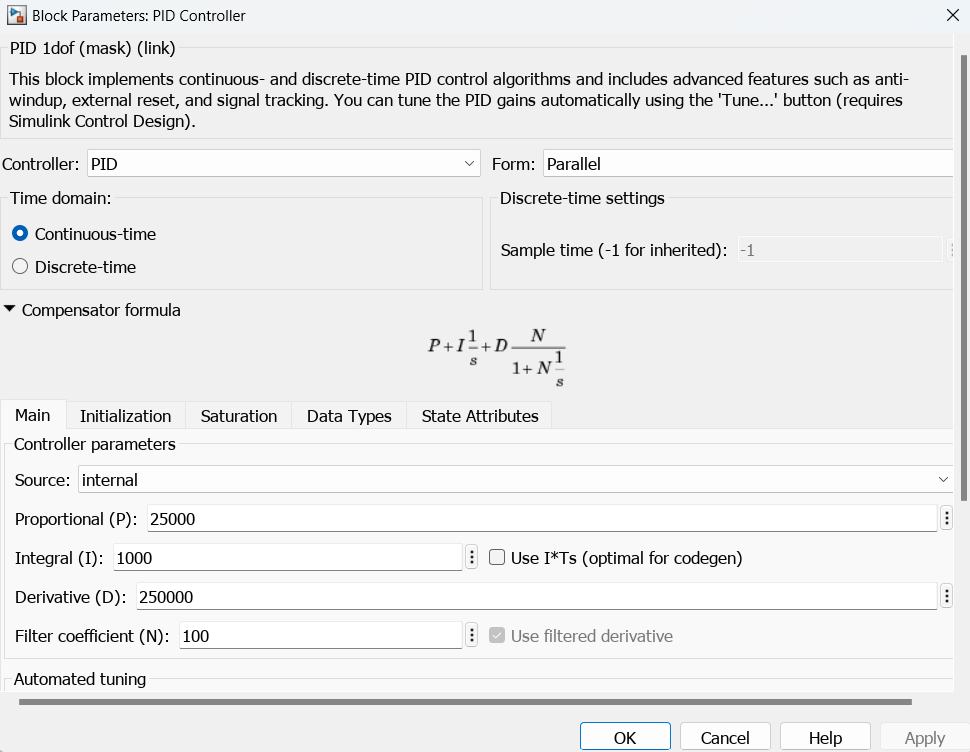 Block Parameters: PID Controller
PID 1dof (mask) (link)
This block implements continuous- and discrete-time PID control algorithms and includes advanced features such as anti-
windup, external reset, and signal tracking. You can tune the PID gains automatically using the 'Tune...' button (requires
Simulink Control Design).
Controller: PID Form: Parallel
Time domain: Discrete-time settings
Continuous-time
Sample time (-1 for inherited): -1
Discrete-time
Compensator formula
P + I 1/s + D N/(1 + N 1/s)
Main Initialization Saturation Data Types State Attributes
Controller parameters
Source: internal
Proportional (P): 25000
Integral (I): 1000 Use I*Ts (optimal for codegen)
Derivative (D): 250000
Filter coefficient (N): 100 Use filtered derivative
Automated tuning
OK Cancel Help Apply